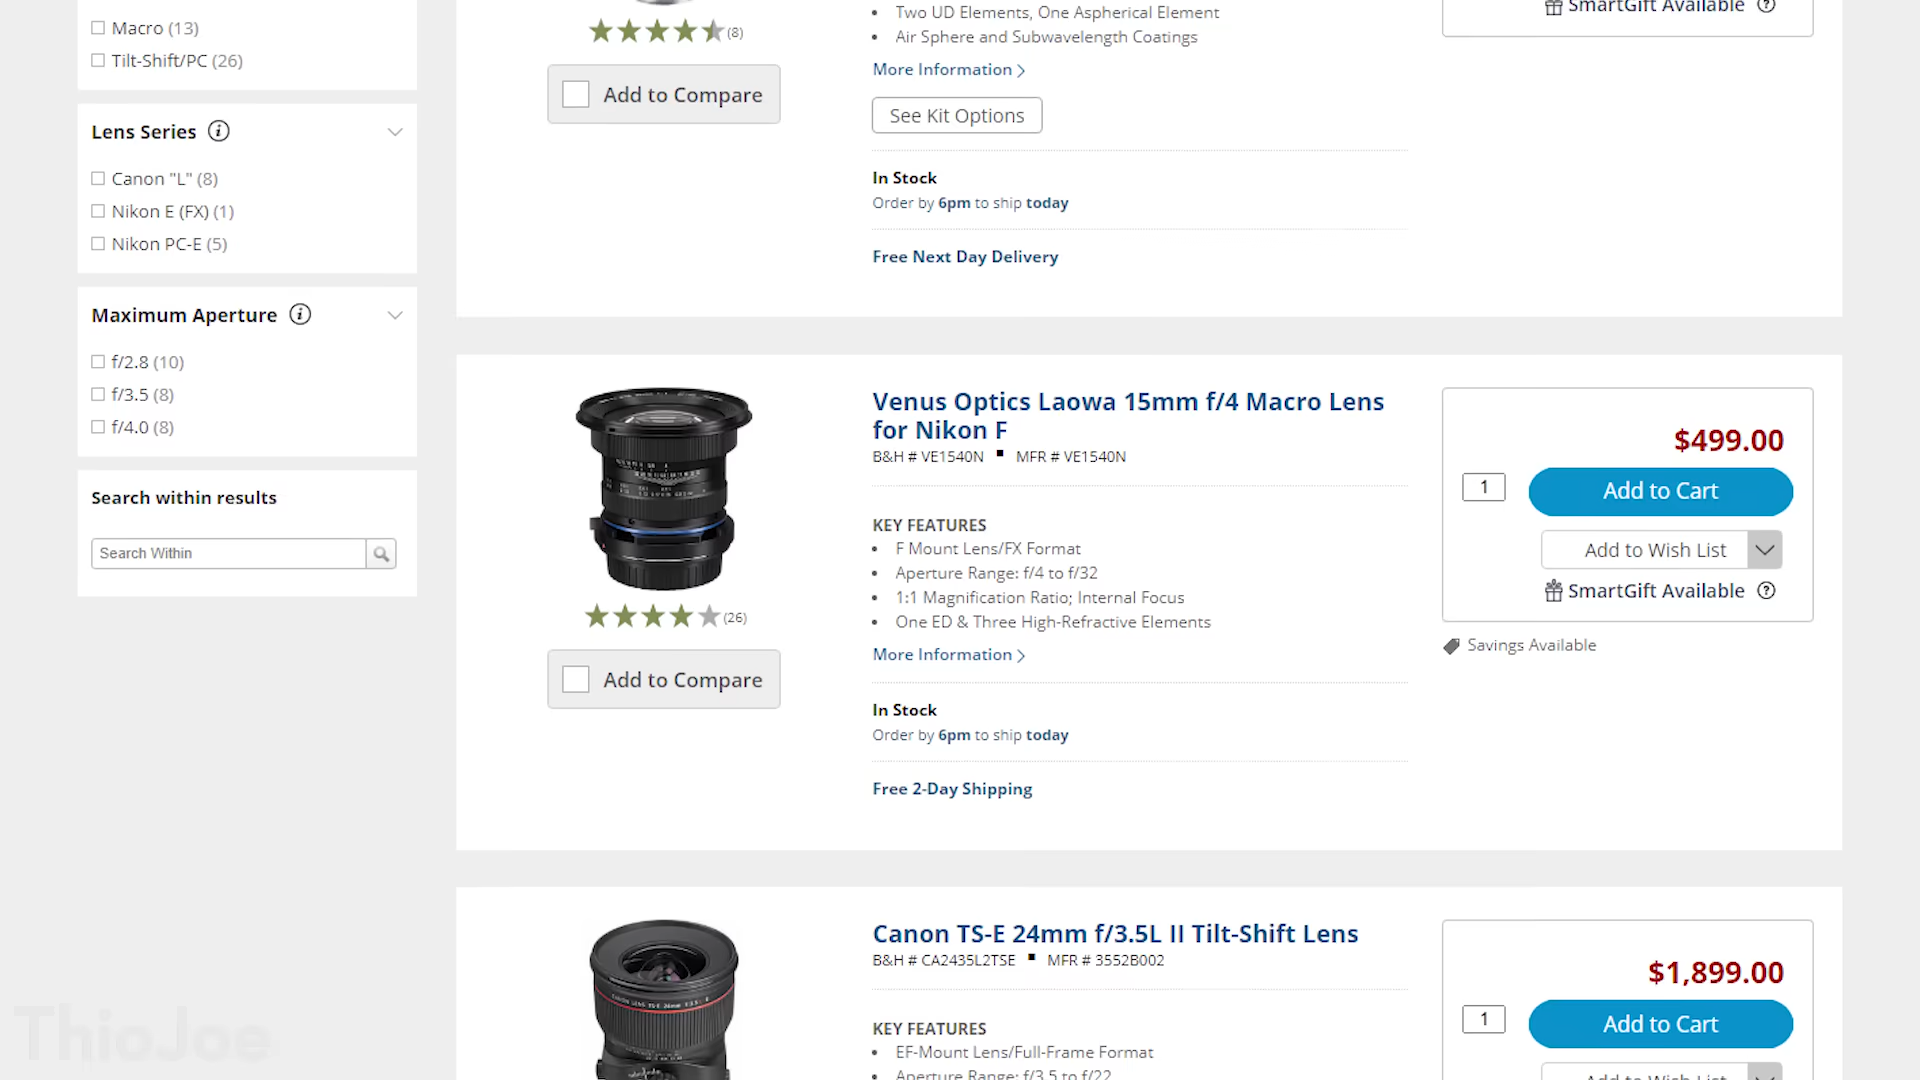 Macro (13)
Tilt-Shift/PC (26)
Lens Series
Canon "L" (8)
Nikon E (FX) (1)
Nikon PC-E (5)
Maximum Aperture
f/2.8 (10)
f/3.5 (8)
f/4.0 (8)
Search within results
Search Within
(8)
Add to Compare
Two UD Elements, One Aspherical Element
Air Sphere and Subwavelength Coatings
More Information
See Kit Options
In Stock
Order by 6pm to ship today
Free Next Day Delivery
SmartGift Available ?
(26)
Add to Compare
Venus Optics Laowa 15mm f/4 Macro Lens
for Nikon F
B&H # VE1540N ▪ MFR # VE1540N
KEY FEATURES
F Mount Lens/FX Format
Aperture Range: f/4 to f/32
1:1 Magnification Ratio; Internal Focus
One ED & Three High-Refractive Elements
More Information
In Stock
Order by 6pm to ship today
Free 2-Day Shipping
$499.00
1
Add to Cart
Add to Wish List
SmartGift Available ?
Savings Available
Canon TS-E 24mm f/3.5L II Tilt-Shift Lens
B&H # CA2435L2TSE ▪ MFR # 3552B002
KEY FEATURES
EF-Mount Lens/Full-Frame Format
Aperture Range: f/3.5 to f/22
$1,899.00
1
Add to Cart
Add to Wish List
ThioJoe